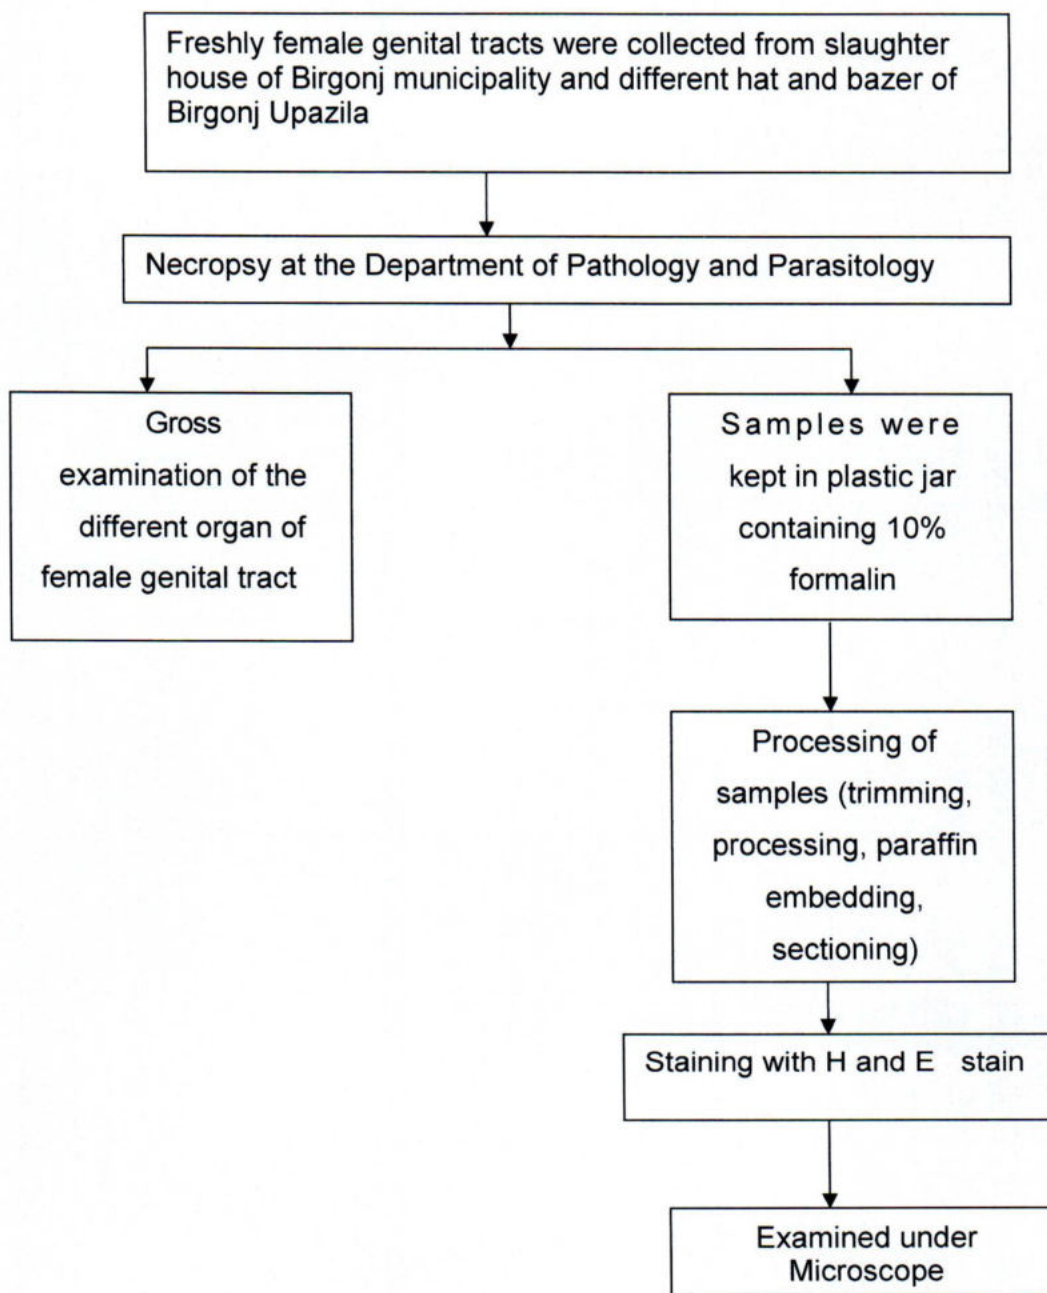 Freshly female genital tracts were collected from slaughter
house of Birgonj municipality and different hat and bazer of
Birgonj Upazila
Necropsy at the Department of Pathology and Parasitology
Gross
examination of the
different organ of
female genital tract
Samples were
kept in plastic jar
containing 10%
formalin
Processing of
samples (trimming,
processing, paraffin
embedding,
sectioning)
Staining with H and E stain
Examined under
Microscope